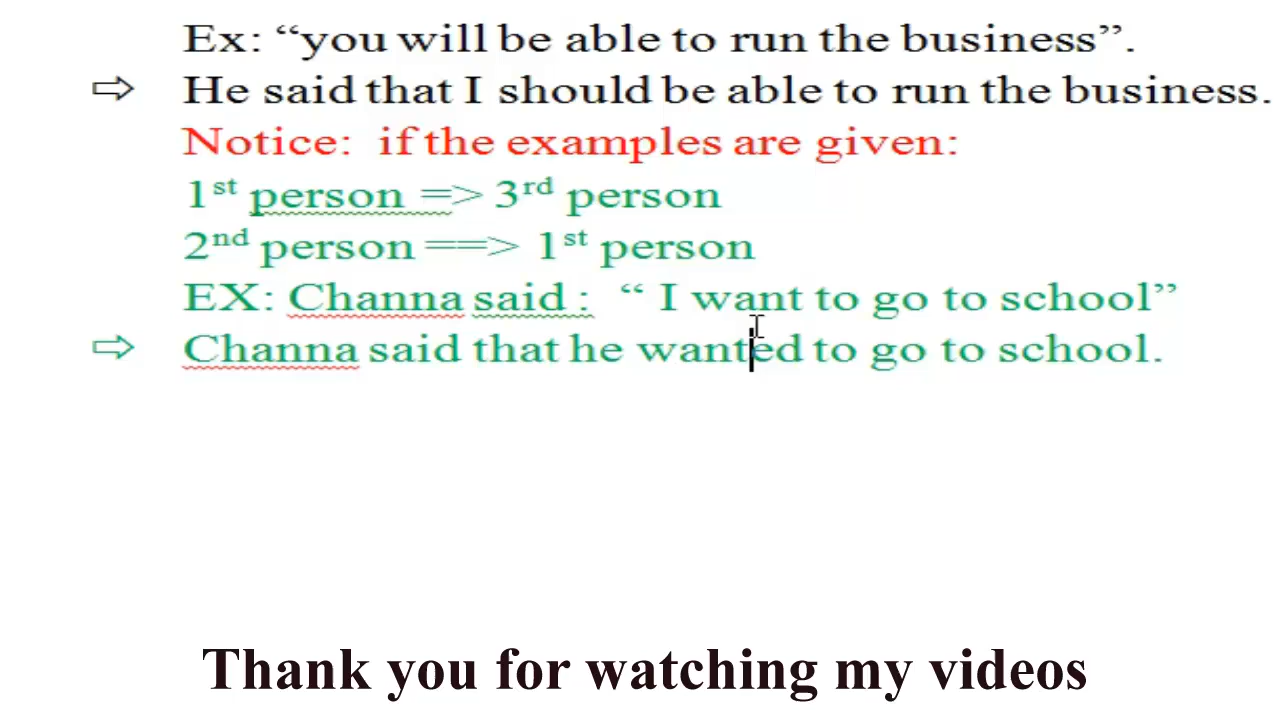 Ex: “you will be able to run the business”.
⇨ He said that I should be able to run the business.
Notice: if the examples are given:
1st person => 3rd person
2nd person ==> 1st person
EX: Channa said : “ I want to go to school”
⇨ Channa said that he wanted to go to school.
Thank you for watching my videos